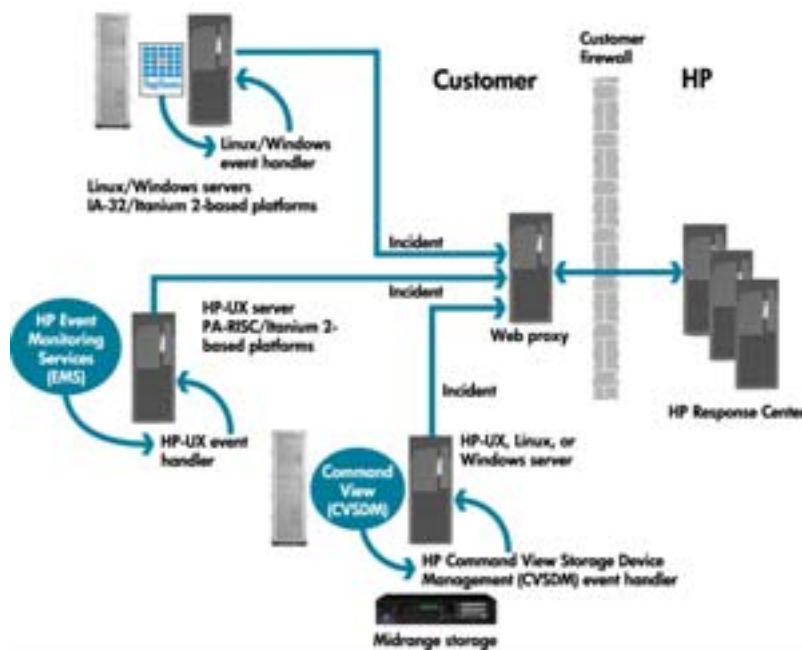 Customer
firewall
Customer
HP
Linux/Windows
event handler
Linux/Windows servers
IA-32/Itanium 2-based platforms
Incident
Incident
HP-UX server
PA-RISC/Itanium 2-
based platforms
HP Event
Monitoring
Services
(EMS)
Web proxy
HP Response Center
Incident
HP-UX event
handler
HP-UX, Linux, or
Windows server
Command
View
(CVSDM)
HP Command View Storage Device
Management (CVSDM) event handler
Midrange storage